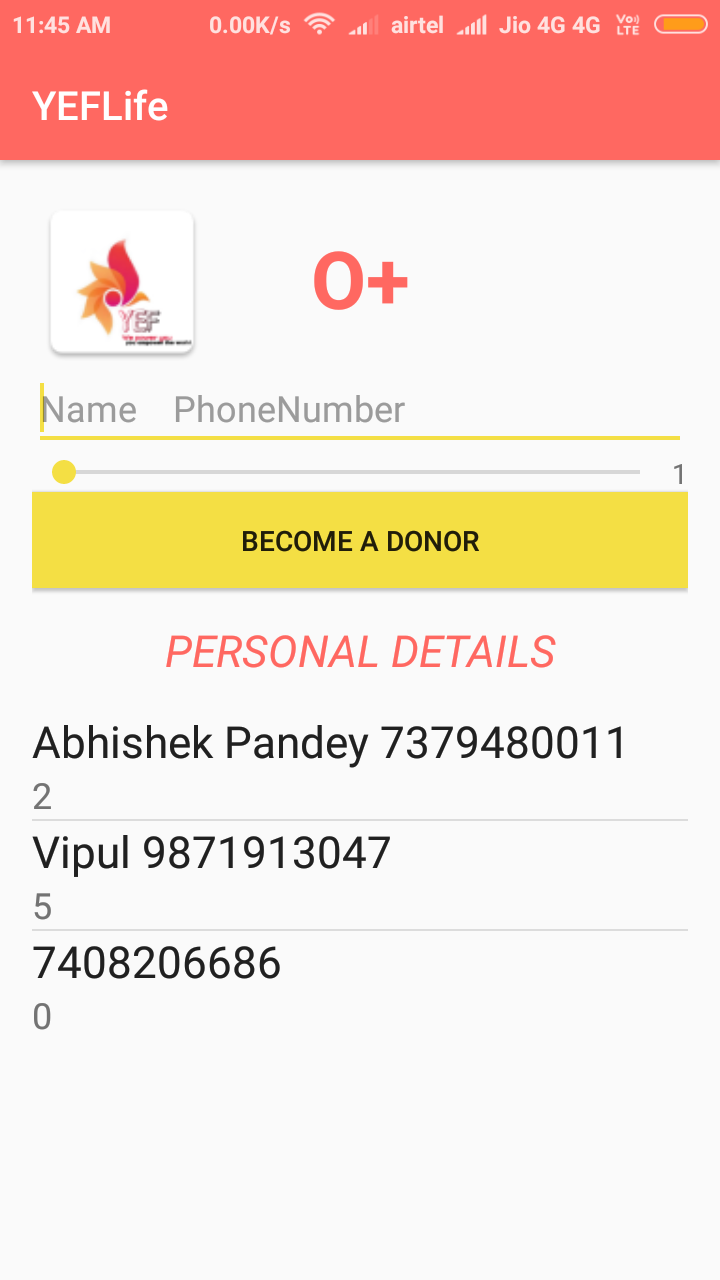 11:45 AM 0.00K/s airtel Jio 4G 4G Vo) LTE
YEFLife
YEF
O+
Name PhoneNumber
1
BECOME A DONOR
PERSONAL DETAILS
Abhishek Pandey 7379480011
2
Vipul 9871913047
5
7408206686
0